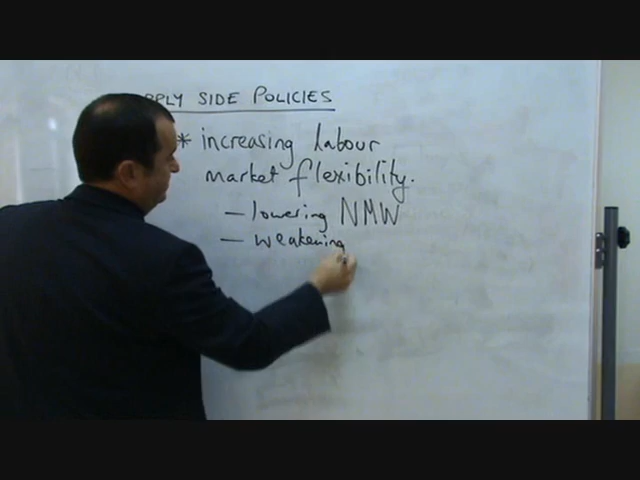 PPLY SIDE POLICIES
* increasing labour
market flexibility.
- lowering NMW
- weakening